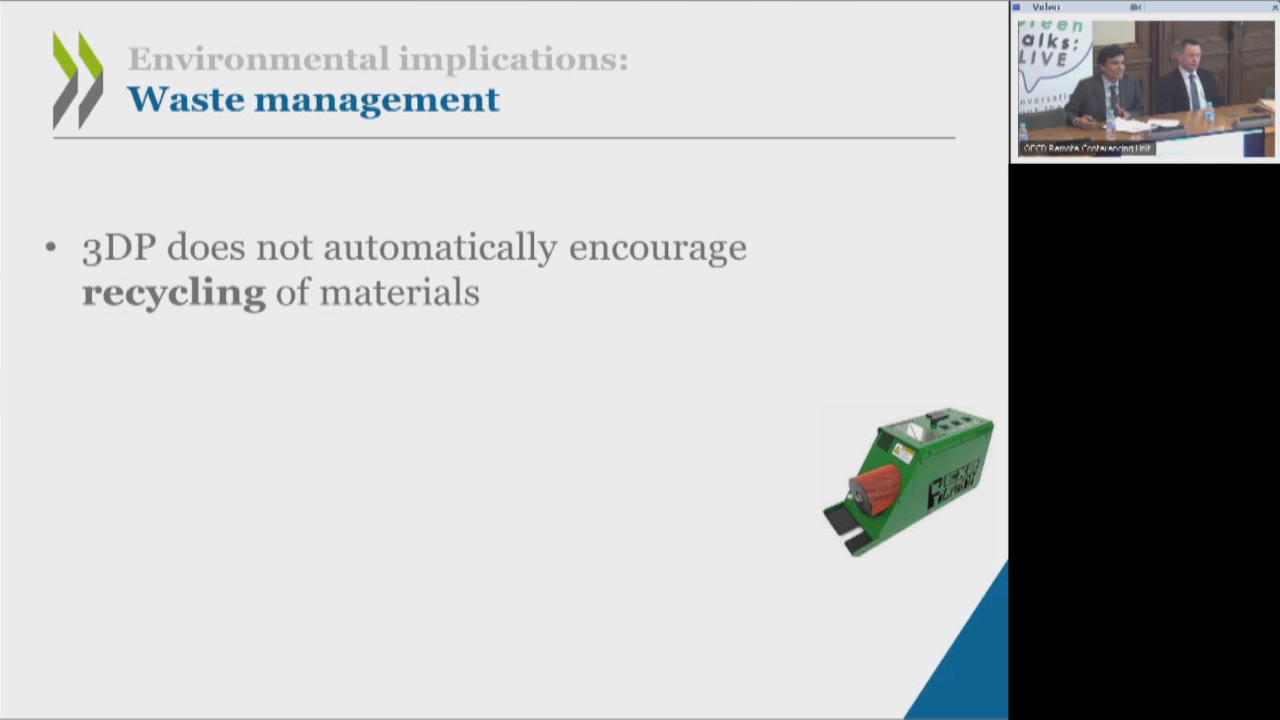 Environmental implications:
Waste management
• 3DP does not automatically encourage
recycling of materials
Video
alks:
LIVE
OECD Remote Conferencing Unit